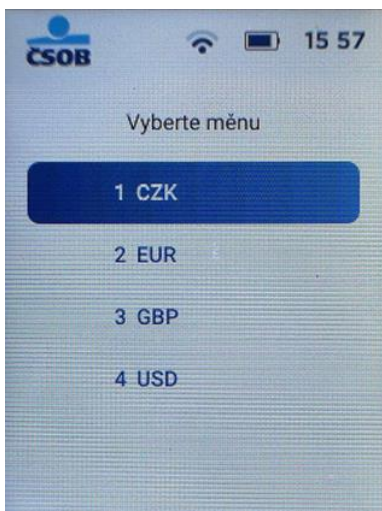 ČSOB
15 57
Vyberte měnu
1 CZK
2 EUR
3 GBP
4 USD